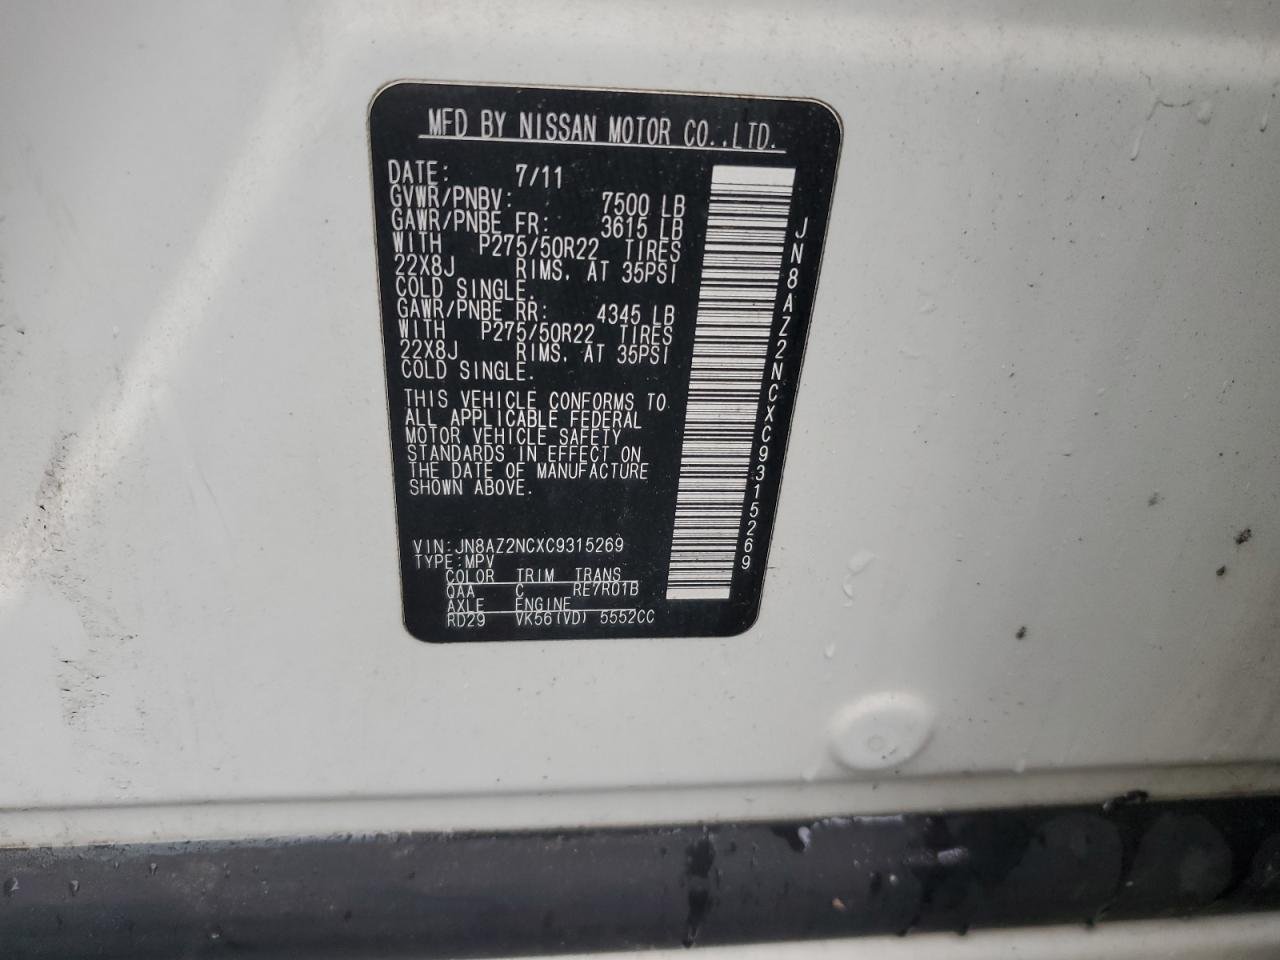 MFD BY NISSAN MOTOR CO.,LTD.
DATE: 7/11
GVWR/PNBV: 7500 LB
GAWR/PNBE FR: 3615 LB
WITH P275/50R22 TIRES
22X8J RIMS, AT 35PSI
COLD SINGLE.
GAWR/PNBE RR: 4345 LB
WITH P275/50R22 TIRES
22X8J RIMS, AT 35PSI
COLD SINGLE.
THIS VEHICLE CONFORMS TO
ALL APPLICABLE FEDERAL
MOTOR VEHICLE SAFETY
STANDARDS IN EFFECT ON
THE DATE OF MANUFACTURE
SHOWN ABOVE.
VIN:JN8AZ2NCXC9315269
TYPE:MPV
COLOR TRIM TRANS
QAA C RE7R01B
AXLE ENGINE
RD29 VK56(VD) 5552CC
JN8AZ2NCXC9315269